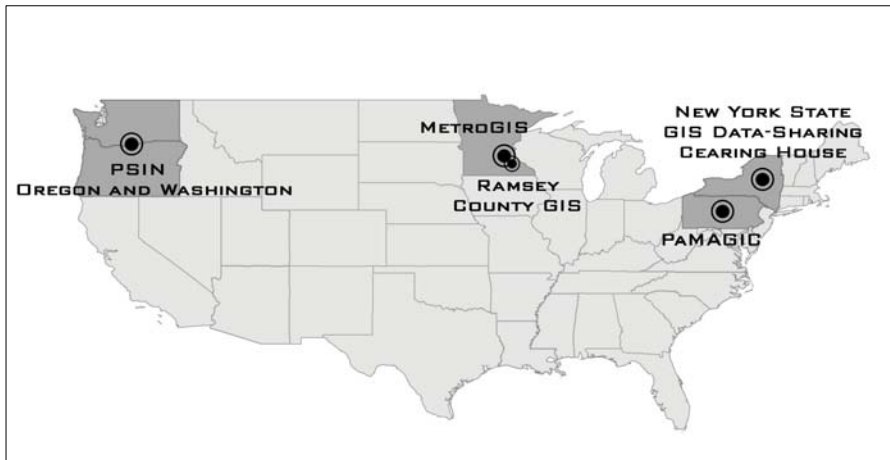 PSIN
OREGON AND WASHINGTON
METROGIS
RAMSEY
COUNTY GIS
NEW YORK STATE
GIS DATA-SHARING
CEARING HOUSE
PAMAGIC